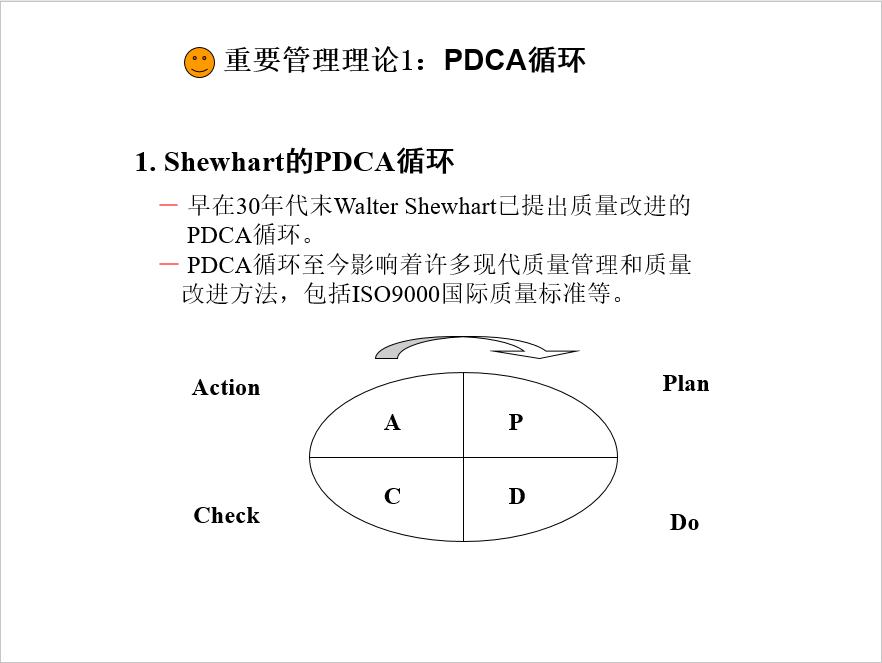 重要管理理论1：PDCA循环
1. Shewhart的PDCA循环
— 早在30年代末Walter Shewhart已提出质量改进的
PDCA循环。
— PDCA循环至今影响着许多现代质量管理和质量
改进方法，包括ISO9000国际质量标准等。
Action
Plan
A
P
C
D
Check
Do